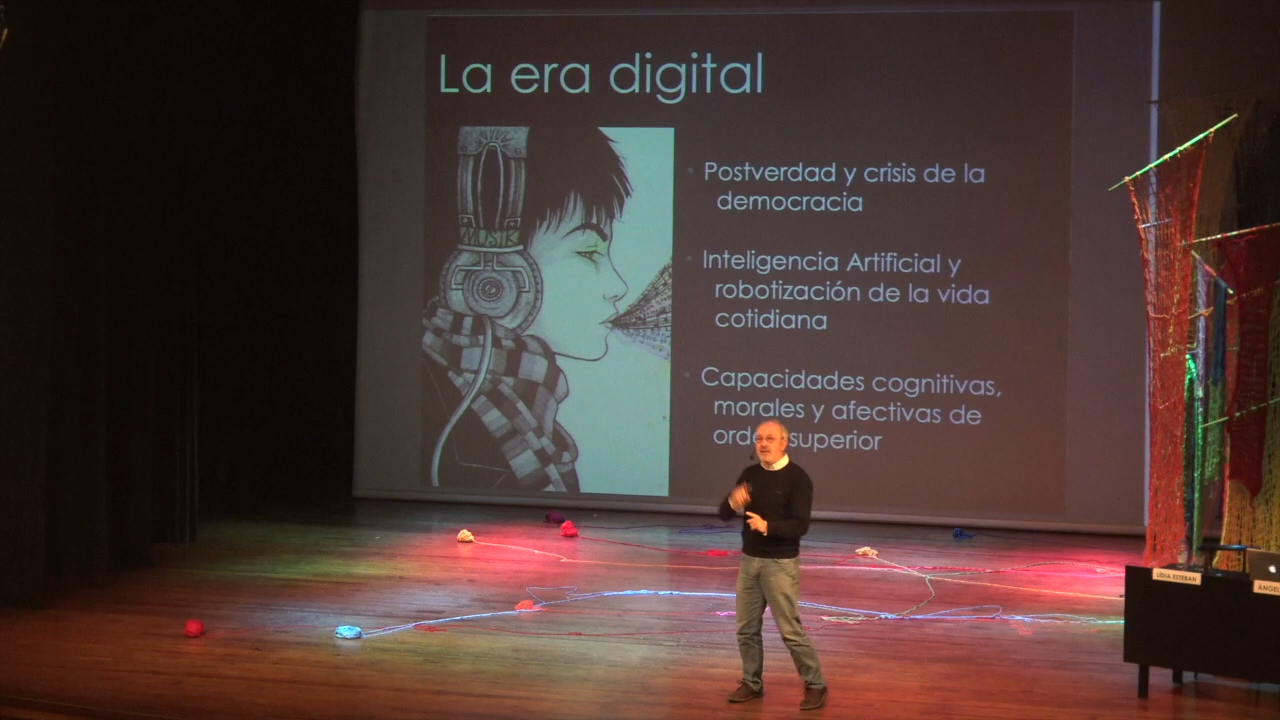 La era digital
MUSIK
Postverdad y crisis de la
democracia
Inteligencia Artificial y
robotización de la vida
cotidiana
Capacidades cognitivas,
morales y afectivas de
superior
LIDIA ESTEBAN